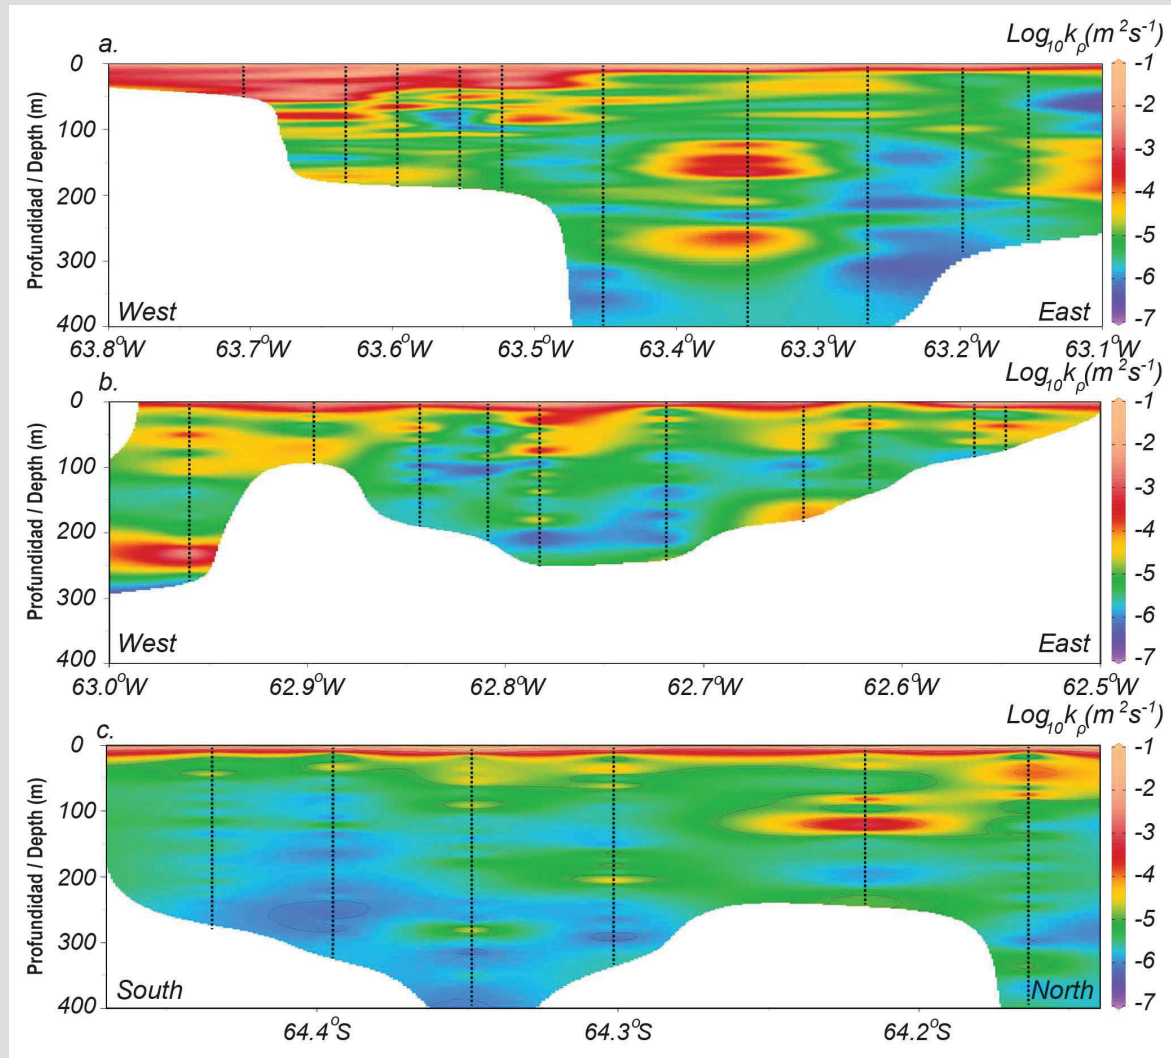 a.
Log₁₀kₚ(m²s⁻¹)
Profundidad / Depth (m)
0
100
200
300
400
West
East
63.8°W 63.7°W 63.6°W 63.5°W 63.4°W 63.3°W 63.2°W 63.1°W
-1
-2
-3
-4
-5
-6
-7
b.
Log₁₀kₚ(m²s⁻¹)
Profundidad / Depth (m)
0
100
200
300
400
West
East
63.0°W 62.9°W 62.8°W 62.7°W 62.6°W 62.5°W
-1
-2
-3
-4
-5
-6
-7
c.
Log₁₀kₚ(m²s⁻¹)
Profundidad / Depth (m)
0
100
200
300
400
South
North
64.4°S 64.3°S 64.2°S
-1
-2
-3
-4
-5
-6
-7